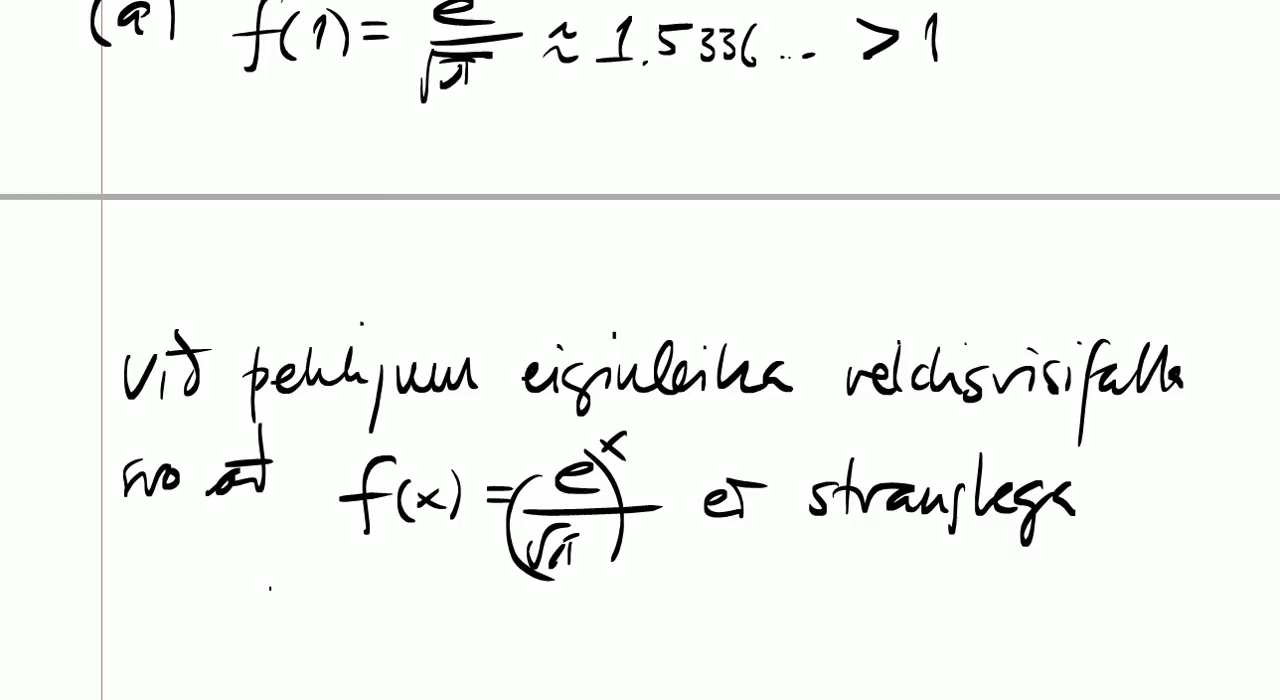 (a) f(1) = e/√π ≈ 1.5336... > 1
við þekkjum eiginleika veldisvísifalla
svo að f(x) = (e/√π)^x er stranglega